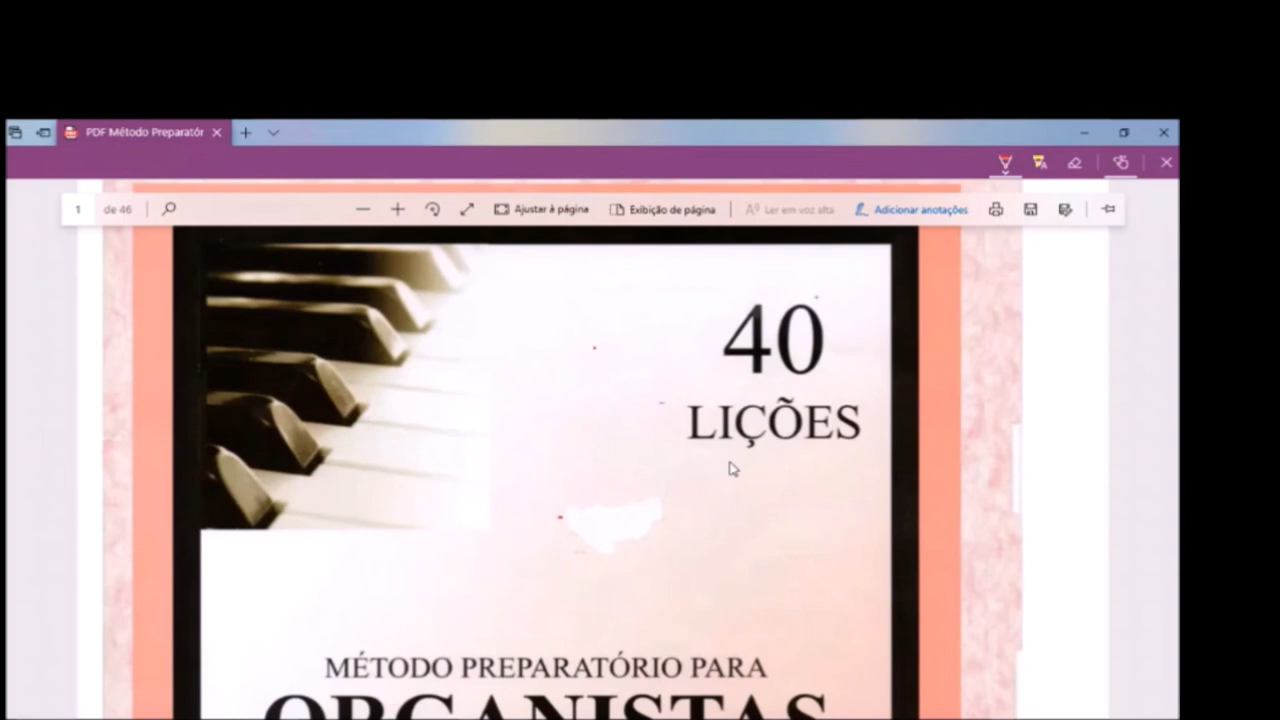 PDF Método Preparatór
1 de 46
Ajustar à página
Exibição de página
Ler em voz alta
Adicionar anotações
40
LIÇÕES
MÉTODO PREPARATÓRIO PARA
ORGANISTAS